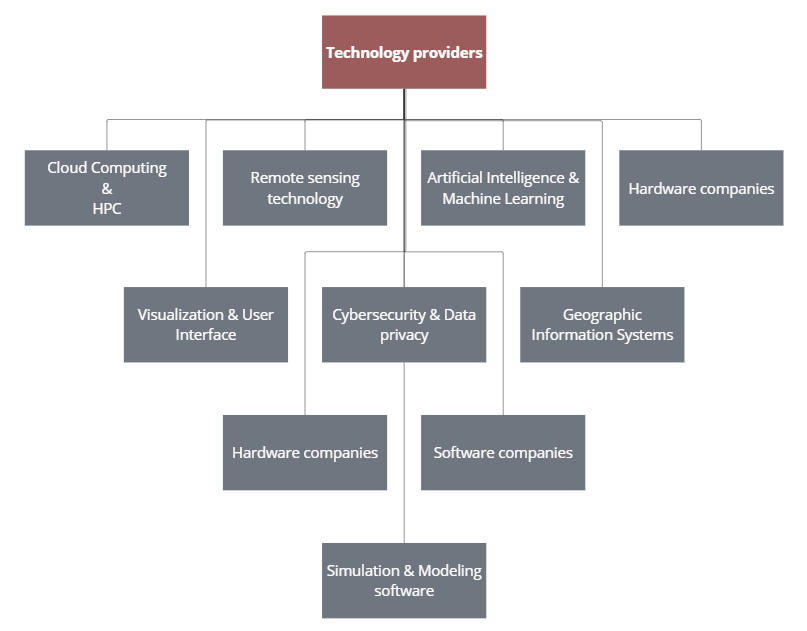 Technology providers
Cloud Computing
&
HPC
Remote sensing
technology
Artificial Intelligence &
Machine Learning
Hardware companies
Visualization & User
Interface
Cybersecurity & Data
privacy
Geographic
Information Systems
Hardware companies
Software companies
Simulation & Modeling
software